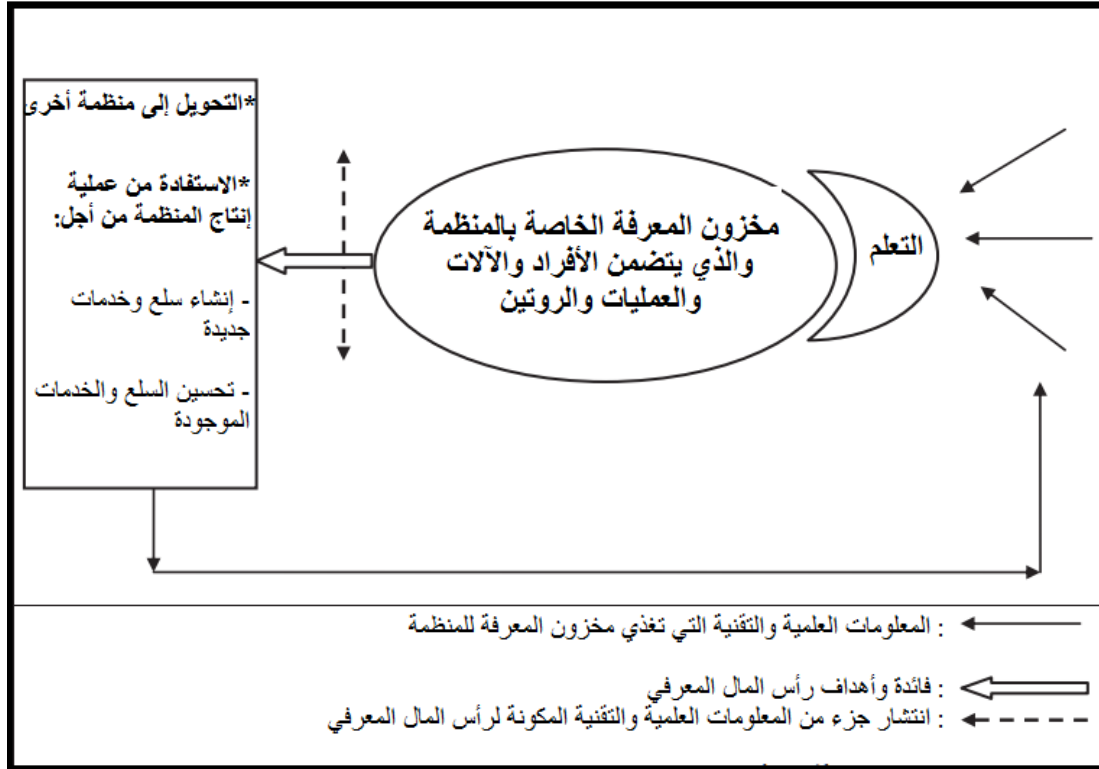 التعلم
مخزون المعرفة الخاصة بالمنظمة
والذي يتضمن الأفراد والآلات
والعمليات والروتين
*التحويل إلى منظمة أخرى
*الاستفادة من عملية
إنتاج المنظمة من أجل:
- إنشاء سلع وخدمات
جديدة
- تحسين السلع والخدمات
الموجودة
: المعلومات العلمية والتقنية التي تغذي مخزون المعرفة للمنظمة
: فائدة وأهداف رأس المال المعرفي
: انتشار جزء من المعلومات العلمية والتقنية المكونة لرأس المال المعرفي